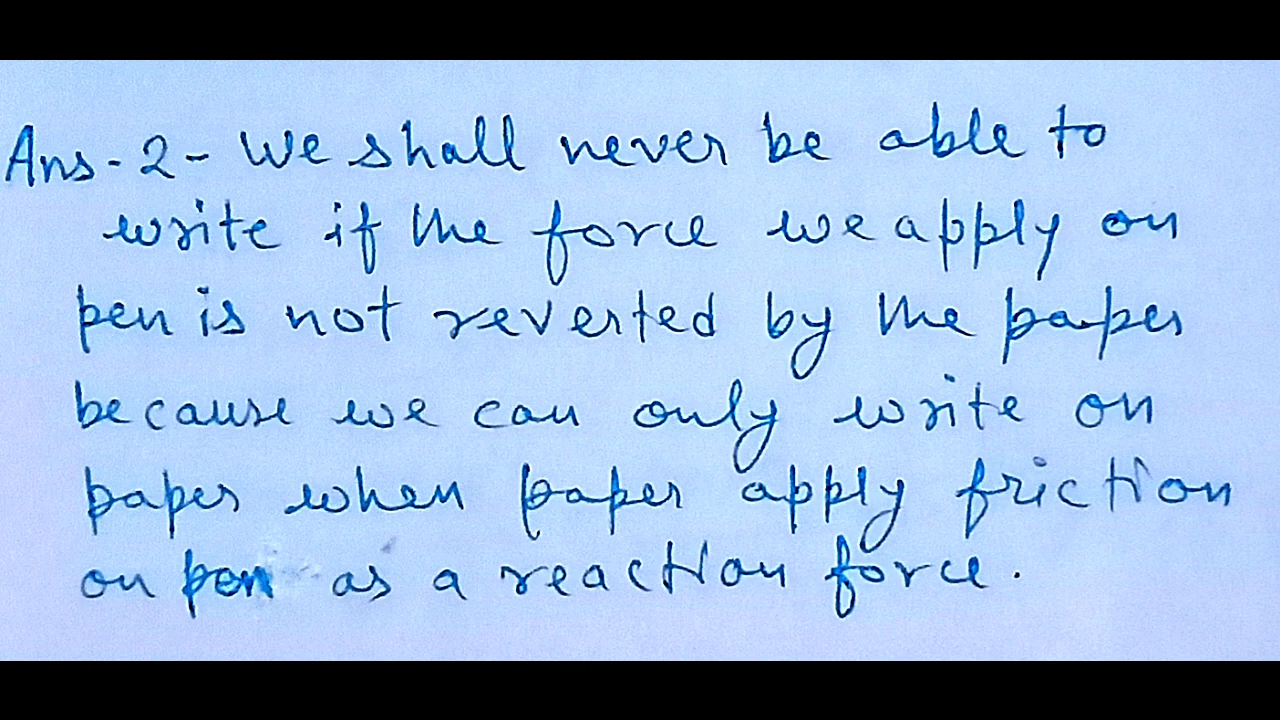 Ans-2- We shall never be able to
write if the force we apply on
pen is not reverted by the paper
because we can only write on
paper when paper apply friction
on pen as a reaction force.